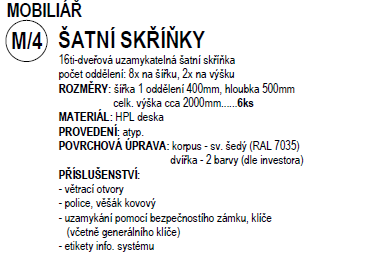 MOBILIÁŘ
M/4 ŠATNÍ SKŘÍŇKY
16ti-dveřová uzamykatelná šatní skříňka
počet oddělení: 8x na šířku, 2x na výšku
ROZMĚRY: šířka 1 oddělení 400mm, hloubka 500mm
celk. výška cca 2000mm......6ks
MATERIÁL: HPL deska
PROVEDENÍ: atyp.
POVRCHOVÁ ÚPRAVA: korpus - sv. šedý (RAL 7035)
dvířka - 2 barvy (dle investora)
PŘÍSLUŠENSTVÍ:
- větrací otvory
- police, věšák kovový
- uzamykání pomocí bezpečnostího zámku, klíče
(včetně generálního klíče)
- etikety info. systému